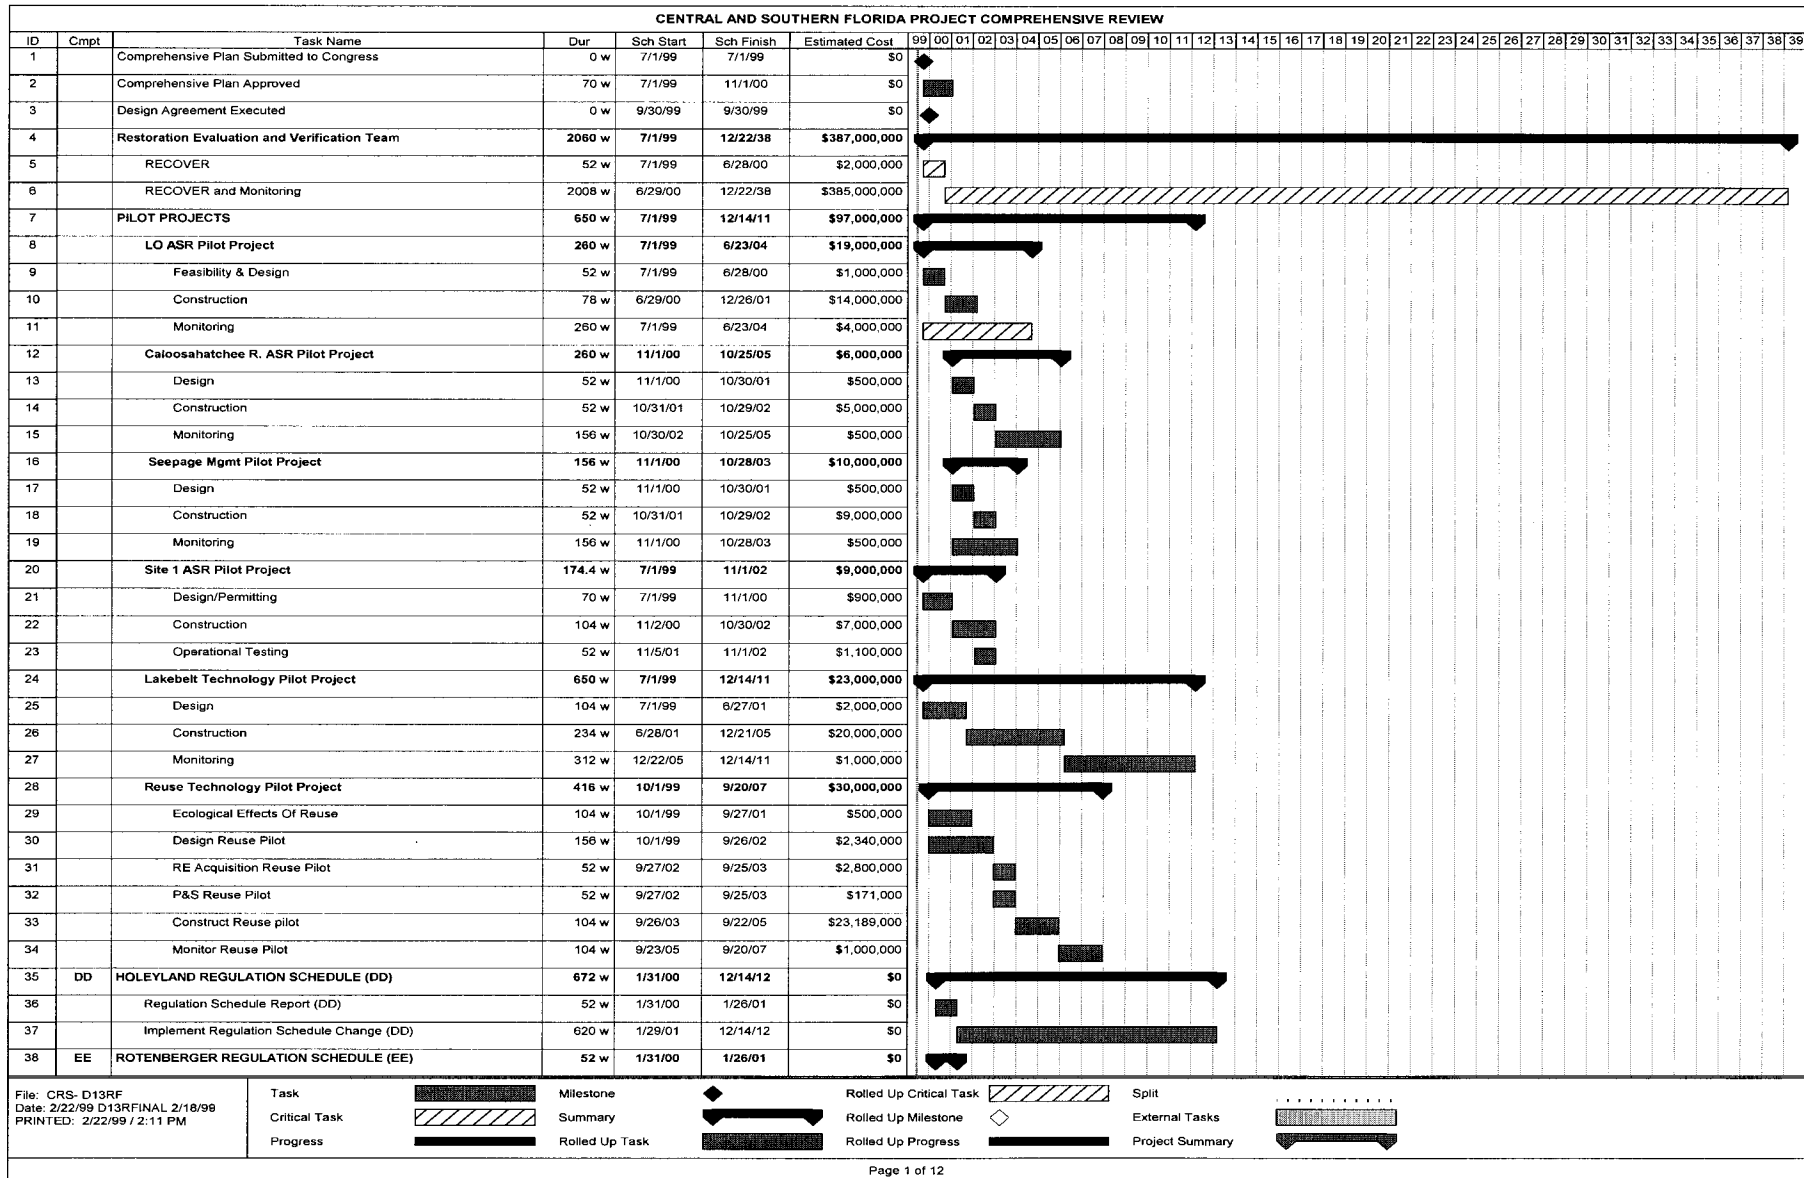 CENTRAL AND SOUTHERN FLORIDA PROJECT COMPREHENSIVE REVIEW
ID Cmpt Task Name Dur Sch Start Sch Finish Estimated Cost 99 00 01 02 03 04 05 06 07 08 09 10 11 12 13 14 15 16 17 18 19 20 21 22 23 24 25 26 27 28 29 30 31 32 33 34 35 36 37 38 39
1 Comprehensive Plan Submitted to Congress 0 w 7/1/99 7/1/99 $0
2 Comprehensive Plan Approved 70 w 7/1/99 11/1/00 $0
3 Design Agreement Executed 0 w 9/30/99 9/30/99 $0
4 Restoration Evaluation and Verification Team 2060 w 7/1/99 12/22/38 $387,000,000
5 RECOVER 52 w 7/1/99 6/28/00 $2,000,000
6 RECOVER and Monitoring 2008 w 6/29/00 12/22/38 $385,000,000
7 PILOT PROJECTS 650 w 7/1/99 12/14/11 $97,000,000
8 LO ASR Pilot Project 260 w 7/1/99 6/23/04 $19,000,000
9 Feasibility & Design 52 w 7/1/99 6/28/00 $1,000,000
10 Construction 78 w 6/29/00 12/26/01 $14,000,000
11 Monitoring 260 w 7/1/99 6/23/04 $4,000,000
12 Caloosahatchee R. ASR Pilot Project 260 w 11/1/00 10/25/05 $6,000,000
13 Design 52 w 11/1/00 10/30/01 $500,000
14 Construction 52 w 10/31/01 10/29/02 $5,000,000
15 Monitoring 156 w 10/30/02 10/25/05 $500,000
16 Seepage Mgmt Pilot Project 156 w 11/1/00 10/28/03 $10,000,000
17 Design 52 w 11/1/00 10/30/01 $500,000
18 Construction 52 w 10/31/01 10/29/02 $9,000,000
19 Monitoring 156 w 11/1/00 10/28/03 $500,000
20 Site 1 ASR Pilot Project 174.4 w 7/1/99 11/1/02 $9,000,000
21 Design/Permitting 70 w 7/1/99 11/1/00 $900,000
22 Construction 104 w 11/2/00 10/30/02 $7,000,000
23 Operational Testing 52 w 11/5/01 11/1/02 $1,100,000
24 Lakebelt Technology Pilot Project 650 w 7/1/99 12/14/11 $23,000,000
25 Design 104 w 7/1/99 6/27/01 $2,000,000
26 Construction 234 w 6/28/01 12/21/05 $20,000,000
27 Monitoring 312 w 12/22/05 12/14/11 $1,000,000
28 Reuse Technology Pilot Project 416 w 10/1/99 9/20/07 $30,000,000
29 Ecological Effects Of Reuse 104 w 10/1/99 9/27/01 $500,000
30 Design Reuse Pilot 156 w 10/1/99 9/26/02 $2,340,000
31 RE Acquisition Reuse Pilot 52 w 9/27/02 9/25/03 $2,800,000
32 P&S Reuse Pilot 52 w 9/27/02 9/25/03 $171,000
33 Construct Reuse pilot 104 w 9/26/03 9/22/05 $23,189,000
34 Monitor Reuse Pilot 104 w 9/23/05 9/20/07 $1,000,000
35 DD HOLEYLAND REGULATION SCHEDULE (DD) 672 w 1/31/00 12/14/12 $0
36 Regulation Schedule Report (DD) 52 w 1/31/00 1/26/01 $0
37 Implement Regulation Schedule Change (DD) 620 w 1/29/01 12/14/12 $0
38 EE ROTENBERGER REGULATION SCHEDULE (EE) 52 w 1/31/00 1/26/01 $0
File: CRS- D13RF
Date: 2/22/99 D13RFINAL 2/18/99
PRINTED: 2/22/99 / 2:11 PM
Task Milestone Rolled Up Critical Task Split
Critical Task Summary Rolled Up Milestone External Tasks
Progress Rolled Up Task Rolled Up Progress Project Summary
Page 1 of 12